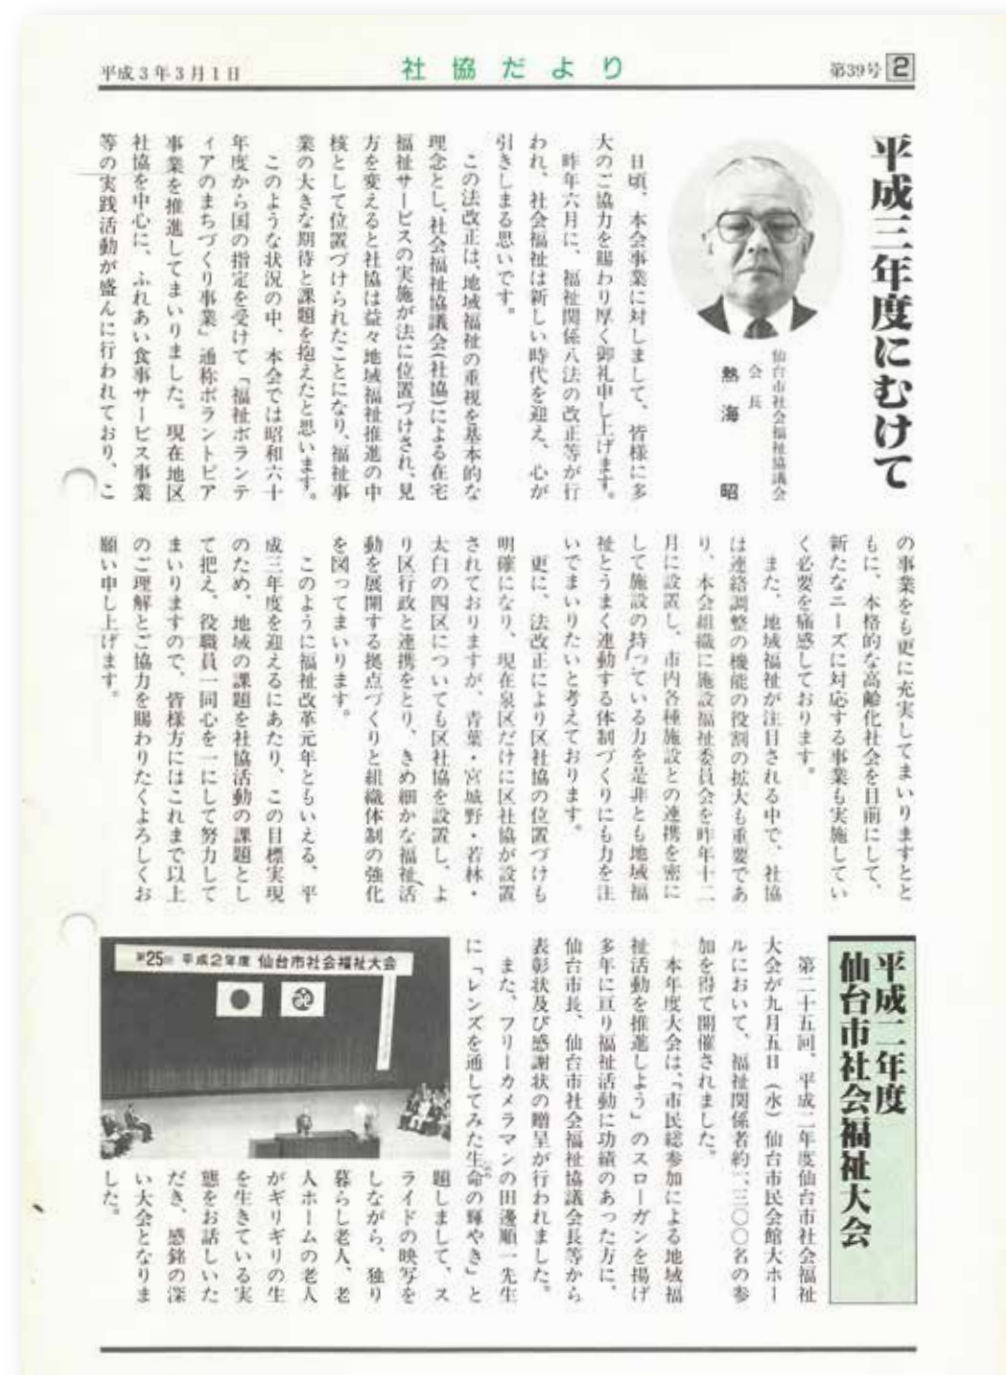 平成3年3月1日
社協だより
第39号 2
平成三年度にむけて
仙台市社会福祉協議会
会長
熱海 昭
日頃、本会事業に対しまして、皆様に多
大のご協力を賜わり厚く御礼申し上げます。
昨年六月に、福祉関係八法の改正等が行
われ、社会福祉は新しい時代を迎え、心が
引きしまる思いです。
この法改正は、地域福祉の重視を基本的な
理念とし、社会福祉協議会(社協)による在宅
福祉サービスの実施が法に位置づけされ、見
方を変えると社協は益々地域福祉推進の中
核として位置づけられたことになり、福祉事
業の大きな期待と課題を抱えたと思います。
このような状況の中、本会では昭和六十
年度から国の指定を受けて「福祉ボランテ
ィアのまちづくり事業」通称ボラントピア
事業を推進してまいりました。現在地区
社協を中心に、ふれあい食事サービス事業
等の実践活動が盛んに行われており、こ
の事業をも更に充実してまいりますとと
もに、本格的な高齢化社会を目前にして、
新たなニーズに対応する事業も実施してい
く必要を痛感しております。
また、地域福祉が注目される中で、社協
は連絡調整の機能の役割の拡大も重要であ
り、本会組織に施設福祉委員会を昨年十二
月に設置し、市内各種施設との連携を密に
して施設の持っている力を是非とも地域福
祉とうまく連動する体制づくりにも力を注
いでまいりたいと考えております。
更に、法改正により区社協の位置づけも
明確になり、現在泉区だけに区社協が設置
されておりますが、青葉・宮城野・若林・
太白の四区についても区社協を設置し、よ
り区行政と連携をとり、きめ細かな福祉活
動を展開する拠点づくりと組織体制の強化
を図ってまいります。
このように福祉改革元年ともいえる、平
成三年度を迎えるにあたり、この目標実現
のため、地域の課題を社協活動の課題とし
て把え、役職員一同心を一にして努力して
まいりますので、皆様方にはこれまで以上
のご理解とご協力を賜わりたくよろしくお
願い申し上げます。
平成二年度
仙台市社会福祉大会
第二十五回、平成二年度仙台市社会福祉
大会が九月五日(水)仙台市民会館大ホー
ルにおいて、福祉関係者約一、三〇〇名の参
加を得て開催されました。
本年度大会は、「市民総参加による地域福
祉活動を推進しよう」のスローガンを揚げ
多年に亘り福祉活動に功績のあった方に、
仙台市長、仙台市社会福祉協議会長等から
表彰状及び感謝状の贈呈が行われました。
また、フリーカメラマンの田邊順一先生
に「レンズを通してみた生命の輝やき」と
題しまして、ス
ライドの映写を
しながら、独り
暮らし老人、老
人ホームの老人
がギリギリの生
を生きている実
態をお話しいた
だき、感銘の深
い大会となりま
した。
第25回 平成2年度 仙台市社会福祉大会